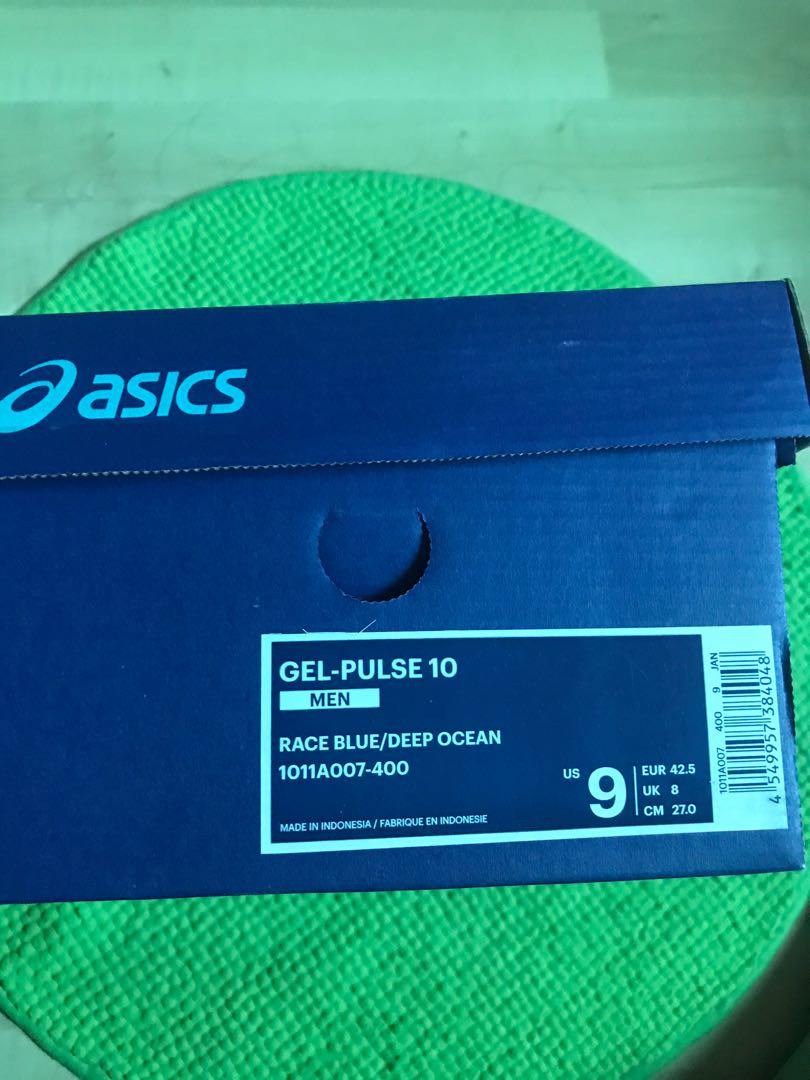 asics
GEL-PULSE 10
MEN
RACE BLUE/DEEP OCEAN
1011A007-400
MADE IN INDONESIA / FABRIQUE EN INDONESIE
US 9
EUR 42.5
UK 8
CM 27.0
1011A007 400 9 JAN
4 549957 384048